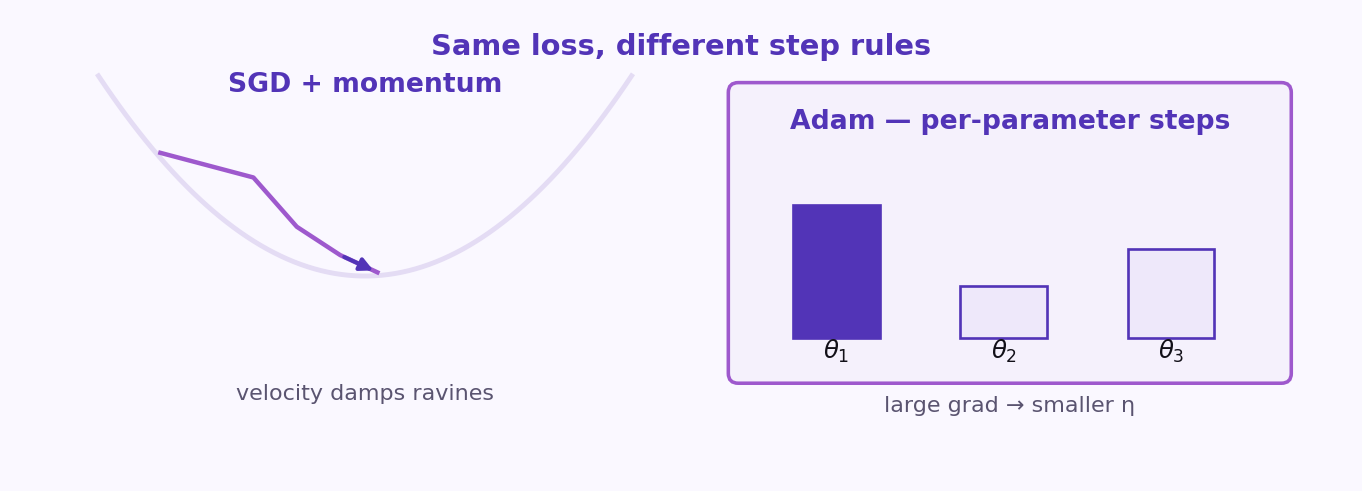 Same loss, different step rules
SGD + momentum
velocity damps ravines
Adam — per-parameter steps
θ₁
θ₂
θ₃
large grad → smaller η